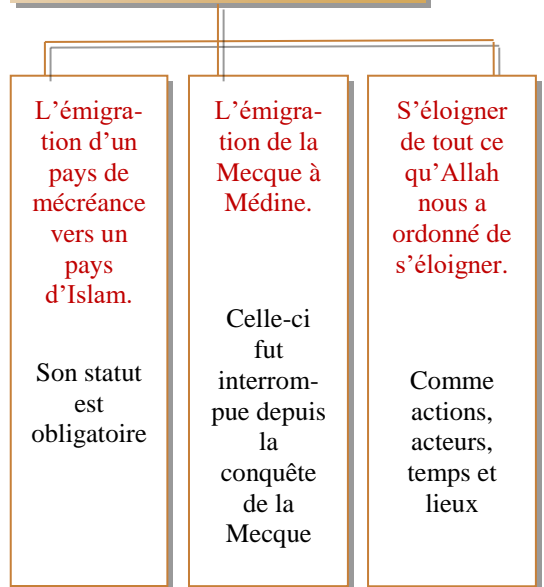 L’émigra-
tion d’un
pays de
mécréance
vers un
pays
d’Islam.
Son statut
est
obligatoire
L’émigra-
tion de la
Mecque à
Médine.
Celle-ci
fut
interrom-
pue depuis
la
conquête
de la
Mecque
S’éloigner
de tout ce
qu’Allah
nous a
ordonné de
s’éloigner.
Comme
actions,
acteurs,
temps et
lieux